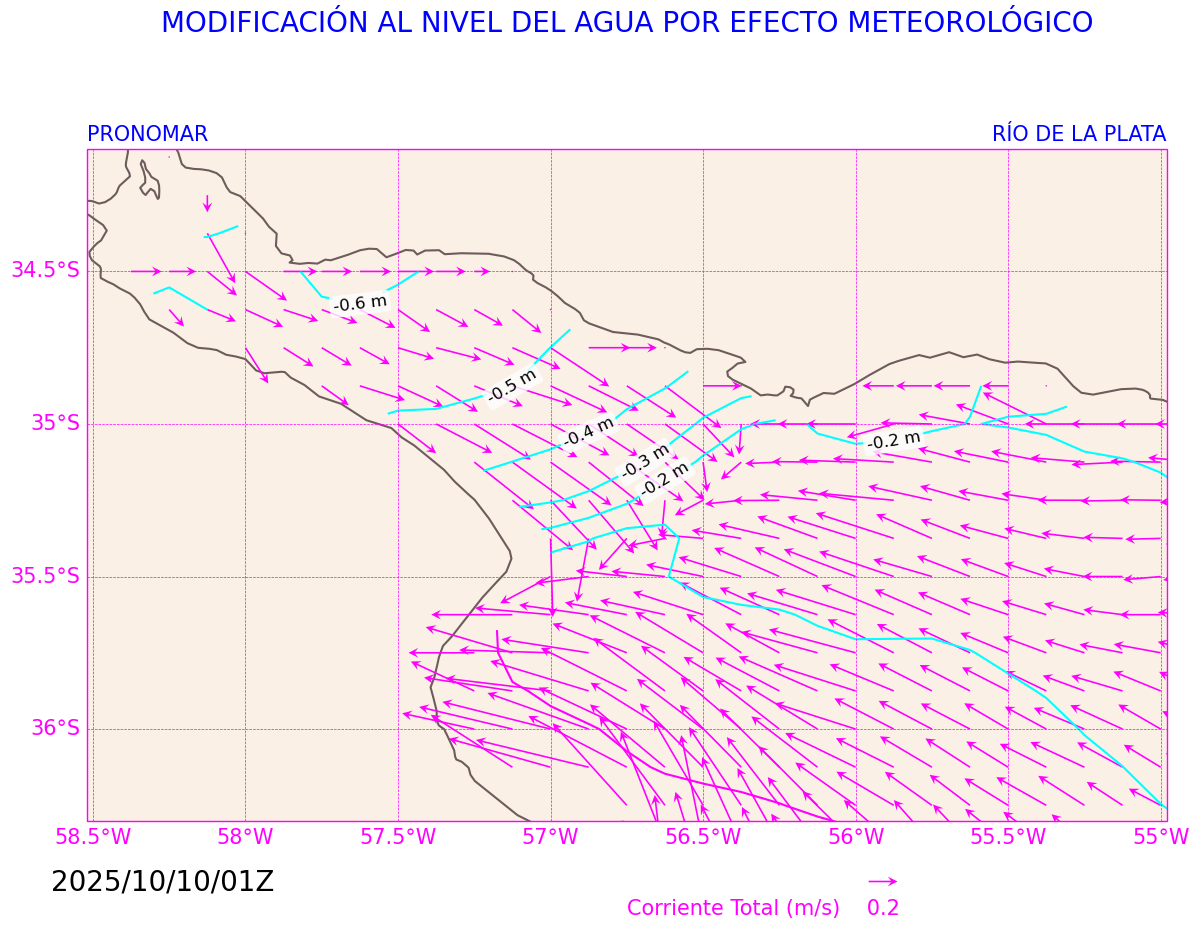 MODIFICACIÓN AL NIVEL DEL AGUA POR EFECTO METEOROLÓGICO
PRONOMAR RÍO DE LA PLATA
34.5°S
-0.6 m
-0.5 m
35°S
-0.4 m
-0.2 m
-0.3 m
-0.2 m
35.5°S
36°S
58.5°W 58°W 57.5°W 57°W 56.5°W 56°W 55.5°W 55°W
2025/10/10/01Z
Corriente Total (m/s) 0.2